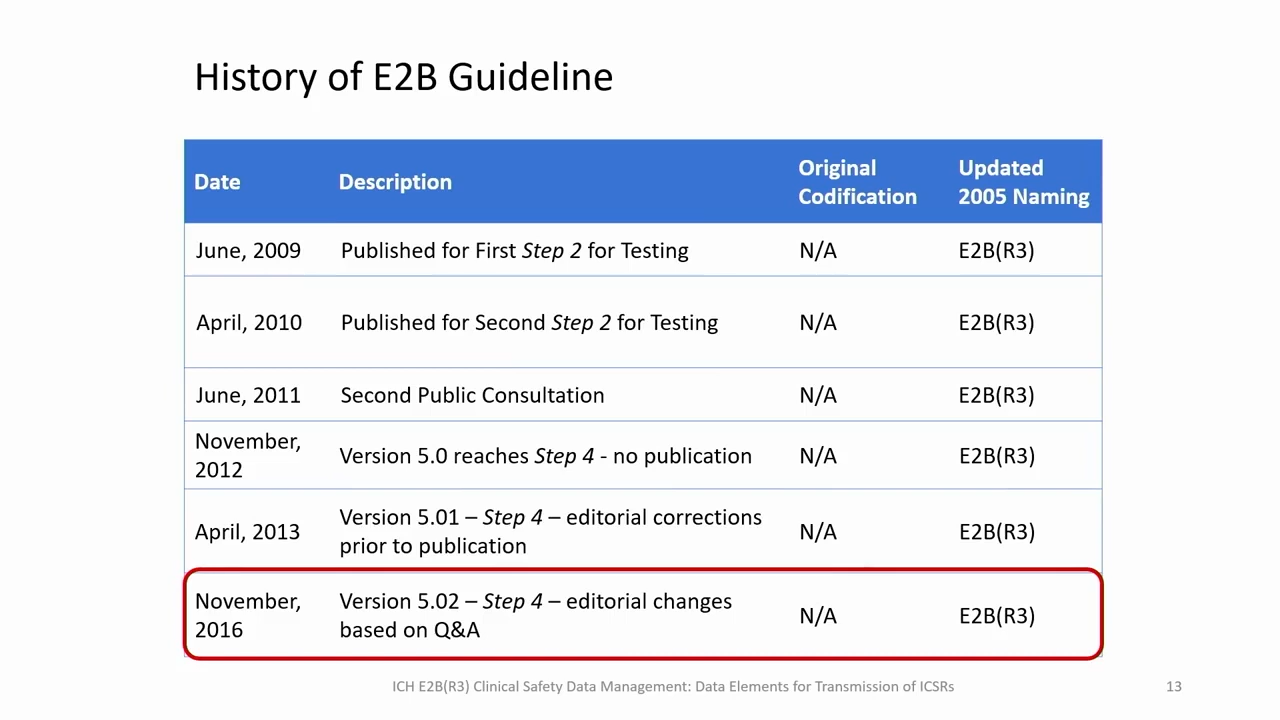 History of E2B Guideline
Date Description Original Codification Updated 2005 Naming
June, 2009 Published for First Step 2 for Testing N/A E2B(R3)
April, 2010 Published for Second Step 2 for Testing N/A E2B(R3)
June, 2011 Second Public Consultation N/A E2B(R3)
November, 2012 Version 5.0 reaches Step 4 - no publication N/A E2B(R3)
April, 2013 Version 5.01 – Step 4 – editorial corrections prior to publication N/A E2B(R3)
November, 2016 Version 5.02 – Step 4 – editorial changes based on Q&A N/A E2B(R3)
ICH E2B(R3) Clinical Safety Data Management: Data Elements for Transmission of ICSRs 13